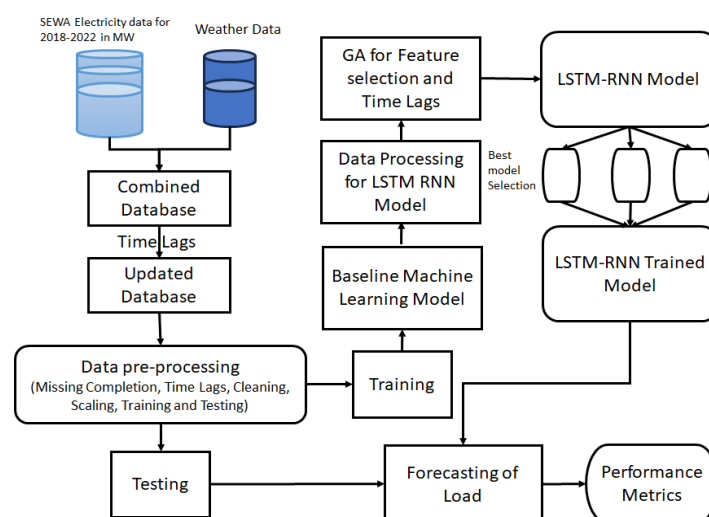 SEWA Electricity data for
2018-2022 in MW
Weather Data
Combined
Database
Time Lags
Updated
Database
Data pre-processing
(Missing Completion, Time Lags, Cleaning,
Scaling, Training and Testing)
Testing
Training
Baseline Machine
Learning Model
Data Processing
for LSTM RNN
Model
GA for Feature
selection and
Time Lags
LSTM-RNN Model
Best
model
Selection
LSTM-RNN Trained
Model
Forecasting of
Load
Performance
Metrics